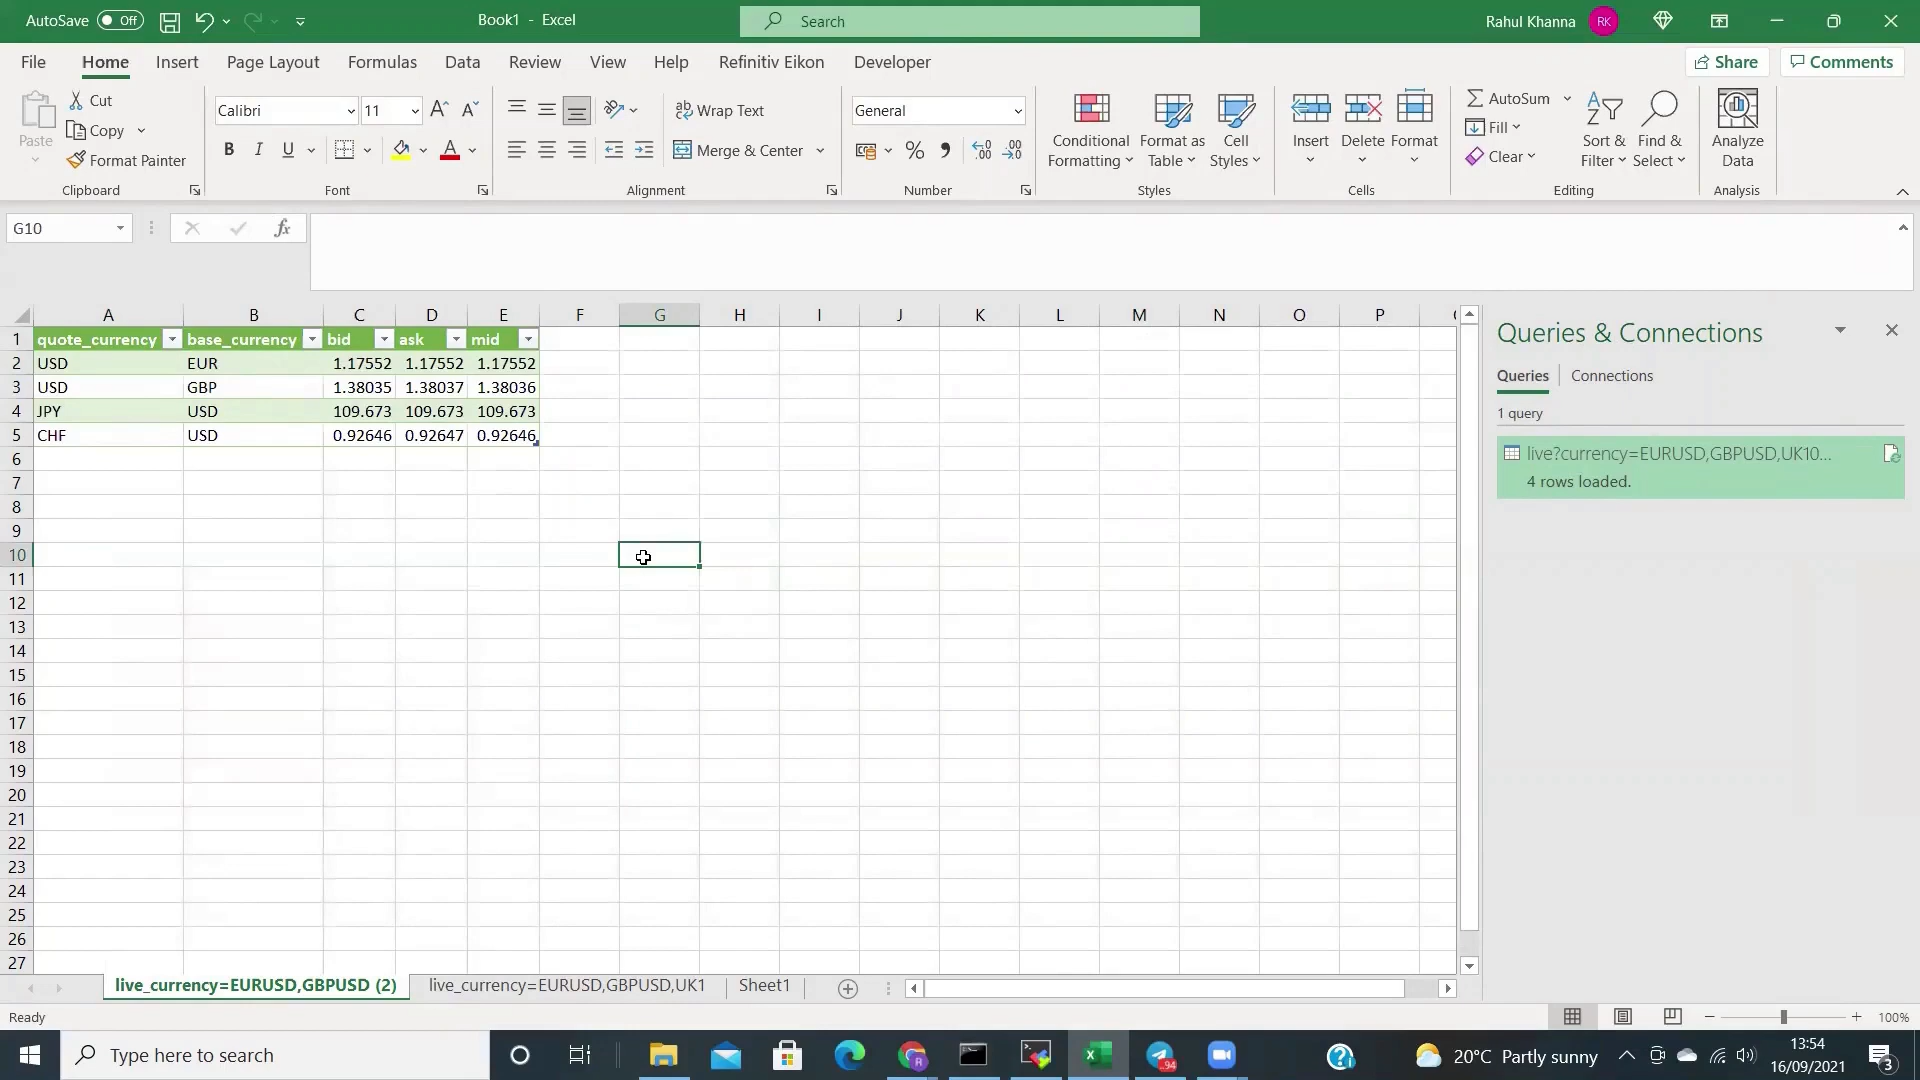 AutoSave Off Book1 - Excel Search Rahul Khanna RK
File Home Insert Page Layout Formulas Data Review View Help Refinitiv Eikon Developer Share Comments
Paste Cut Copy Format Painter Clipboard
Calibri 11 B I U A A A Font
ab Wrap Text Merge & Center Alignment
General % , Number
Conditional Formatting Format as Table Cell Styles Styles
Insert Delete Format Cells
AutoSum Fill Clear Sort & Filter Find & Select Editing
Analyze Data Analysis
G10 fx
A B C D E F G H I J K L M N O P
1 quote_currency base_currency bid ask mid
2 USD EUR 1.17552 1.17552 1.17552
3 USD GBP 1.38035 1.38037 1.38036
4 JPY USD 109.673 109.673 109.673
5 CHF USD 0.92646 0.92647 0.92646
6
7
8
9
10
11
12
13
14
15
16
17
18
19
20
21
22
23
24
25
26
27
Queries & Connections
Queries Connections
1 query
live?currency=EURUSD,GBPUSD,UK10...
4 rows loaded.
live_currency=EURUSD,GBPUSD (2) live_currency=EURUSD,GBPUSD,UK1 Sheet1
Ready 100%
Type here to search 94 20°C Partly sunny 13:54
16/09/2021 3